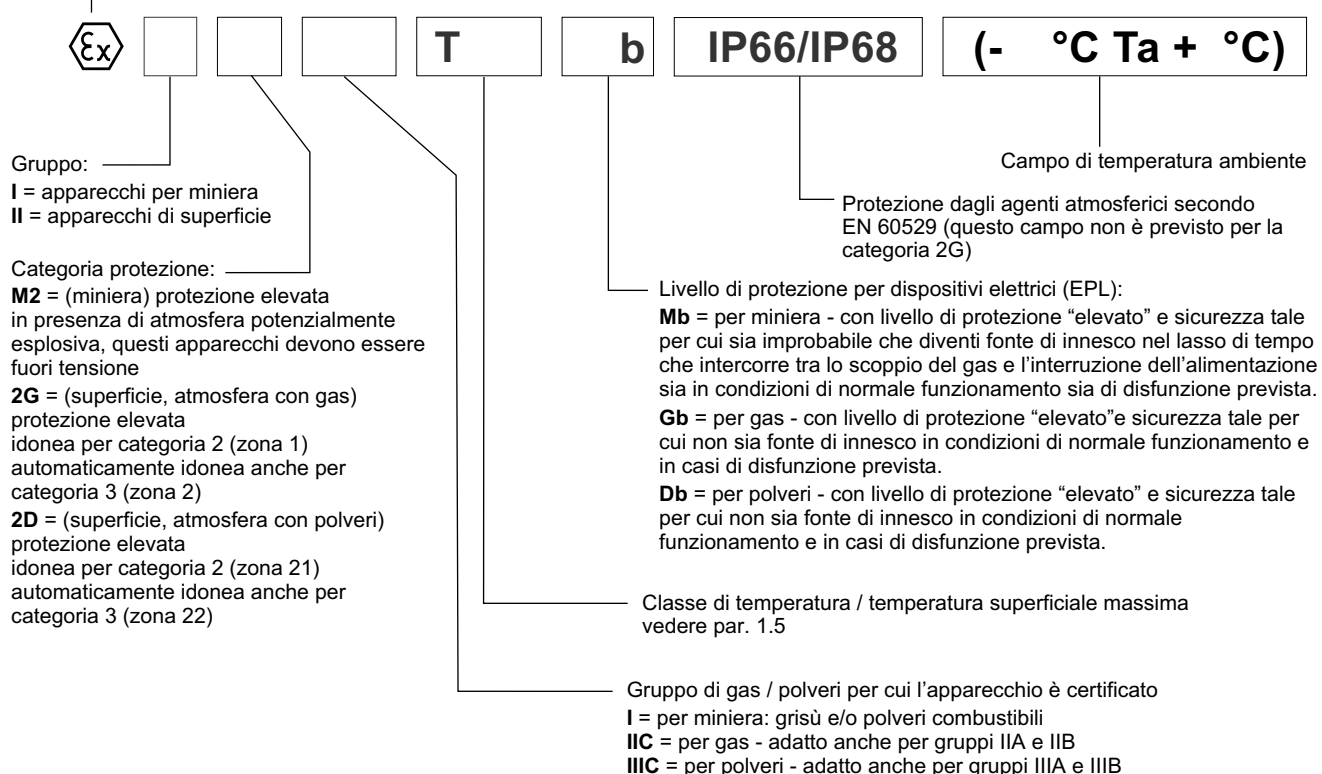 Ex T b IP66/IP68 (- °C Ta + °C)
Gruppo:
I = apparecchi per miniera
II = apparecchi di superficie
Categoria protezione:
M2 = (miniera) protezione elevata
in presenza di atmosfera potenzialmente
esplosiva, questi apparecchi devono essere
fuori tensione
2G = (superficie, atmosfera con gas)
protezione elevata
idonea per categoria 2 (zona 1)
automaticamente idonea anche per
categoria 3 (zona 2)
2D = (superficie, atmosfera con polveri)
protezione elevata
idonea per categoria 2 (zona 21)
automaticamente idonea anche per
categoria 3 (zona 22)
Campo di temperatura ambiente
Protezione dagli agenti atmosferici secondo
EN 60529 (questo campo non è previsto per la
categoria 2G)
Livello di protezione per dispositivi elettrici (EPL):
Mb = per miniera - con livello di protezione “elevato” e sicurezza tale
per cui sia improbabile che diventi fonte di innesco nel lasso di tempo
che intercorre tra lo scoppio del gas e l’interruzione dell’alimentazione
sia in condizioni di normale funzionamento sia di disfunzione prevista.
Gb = per gas - con livello di protezione “elevato”e sicurezza tale per
cui non sia fonte di innesco in condizioni di normale funzionamento e
in casi di disfunzione prevista.
Db = per polveri - con livello di protezione “elevato” e sicurezza tale
per cui non sia fonte di innesco in condizioni di normale
funzionamento e in casi di disfunzione prevista.
Classe di temperatura / temperatura superficiale massima
vedere par. 1.5
Gruppo di gas / polveri per cui l’apparecchio è certificato
I = per miniera: grisù e/o polveri combustibili
IIC = per gas - adatto anche per gruppi IIA e IIB
IIIC = per polveri - adatto anche per gruppi IIIA e IIIB